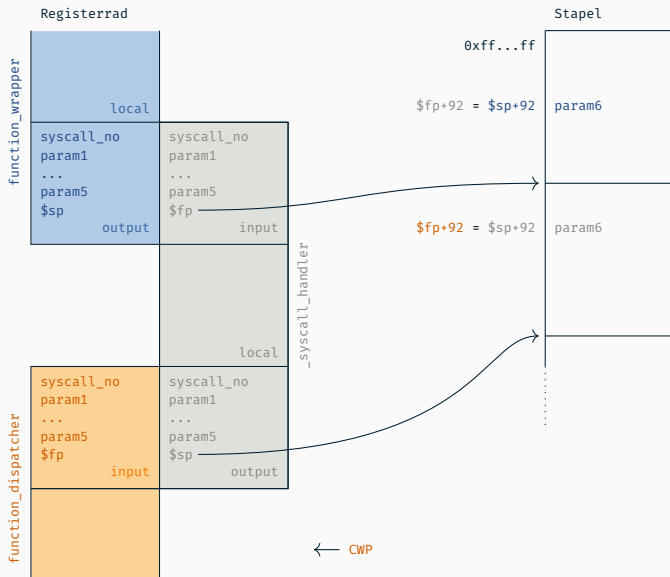 Registerrad
Stapel
0xff...ff
function_wrapper
local
$fp+92 = $sp+92 param6
syscall_no
param1
...
param5
$sp
output
syscall_no
param1
...
param5
$fp
input
$fp+92 = $sp+92 param6
_syscall_handler
local
function_dispatcher
syscall_no
param1
...
param5
$fp
input
syscall_no
param1
...
param5
$sp
output
CWP